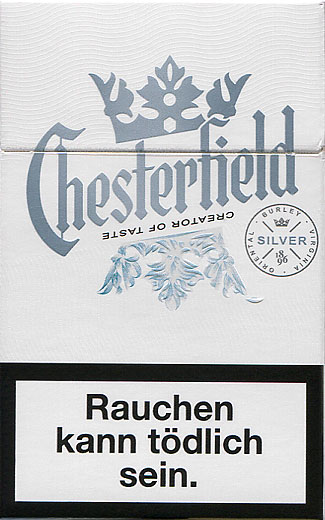 Chesterfield
CREATOR OF TASTE
BURLEY · VIRGINIA · ORIENTAL
SILVER
18
96
Rauchen
kann tödlich
sein.